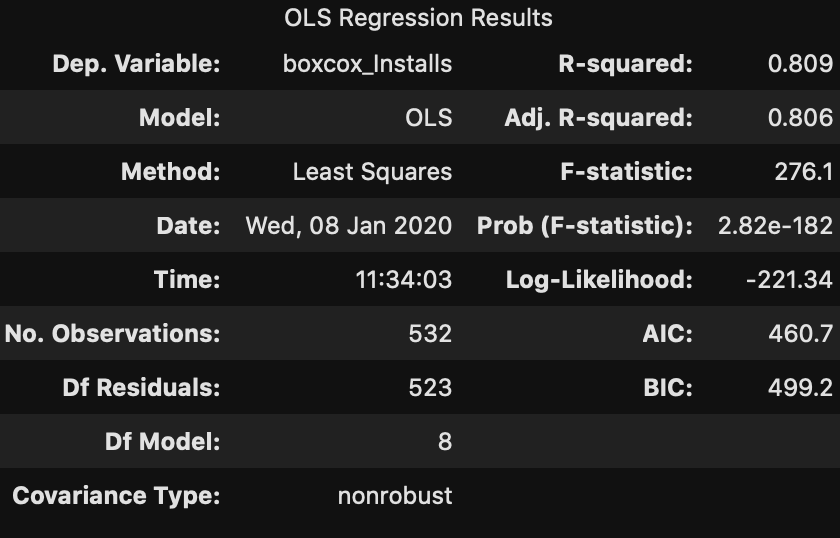 OLS Regression Results
Dep. Variable: boxcox_Installs R-squared: 0.809
Model: OLS Adj. R-squared: 0.806
Method: Least Squares F-statistic: 276.1
Date: Wed, 08 Jan 2020 Prob (F-statistic): 2.82e-182
Time: 11:34:03 Log-Likelihood: -221.34
No. Observations: 532 AIC: 460.7
Df Residuals: 523 BIC: 499.2
Df Model: 8
Covariance Type: nonrobust